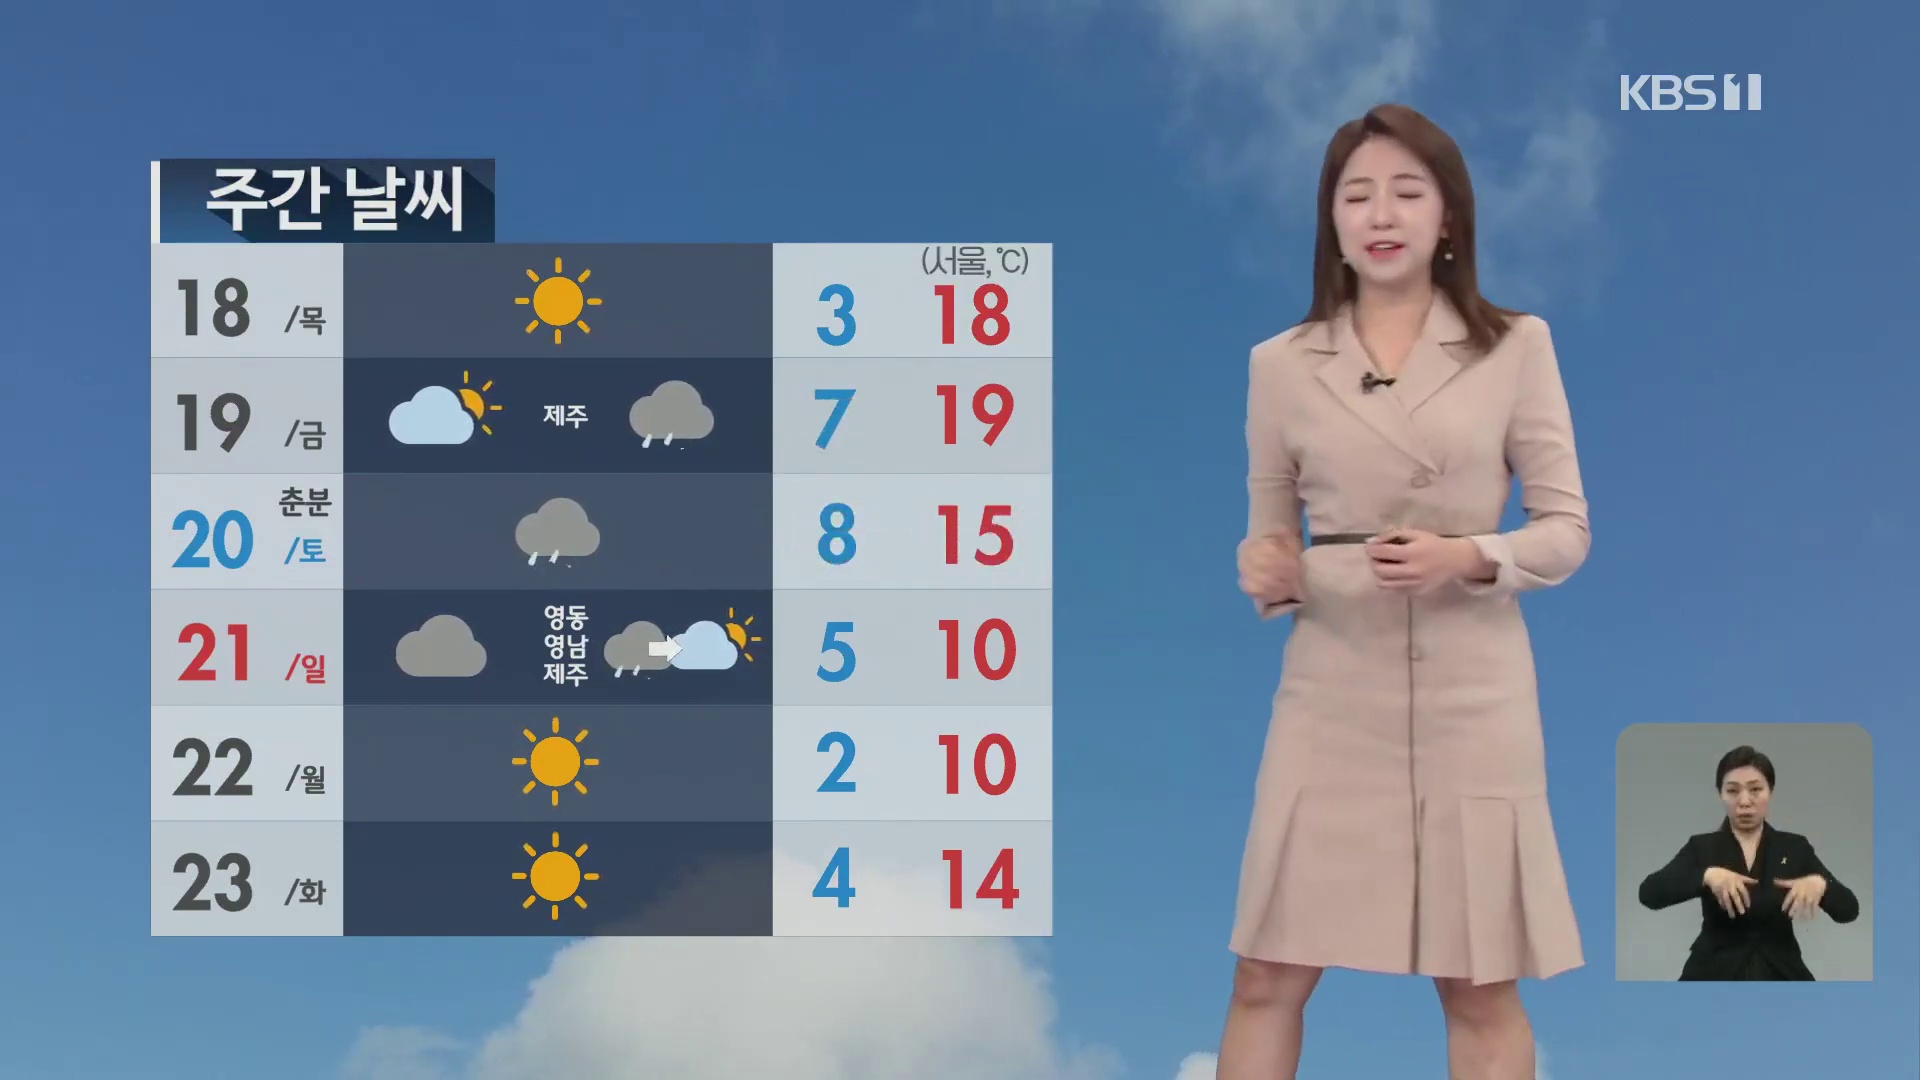 KBS 1
주간 날씨
(서울, ℃)
18 /목 3 18
19 /금 제주 7 19
20 춘분 /토 8 15
21 /일 영동 영남 제주 5 10
22 /월 2 10
23 /화 4 14